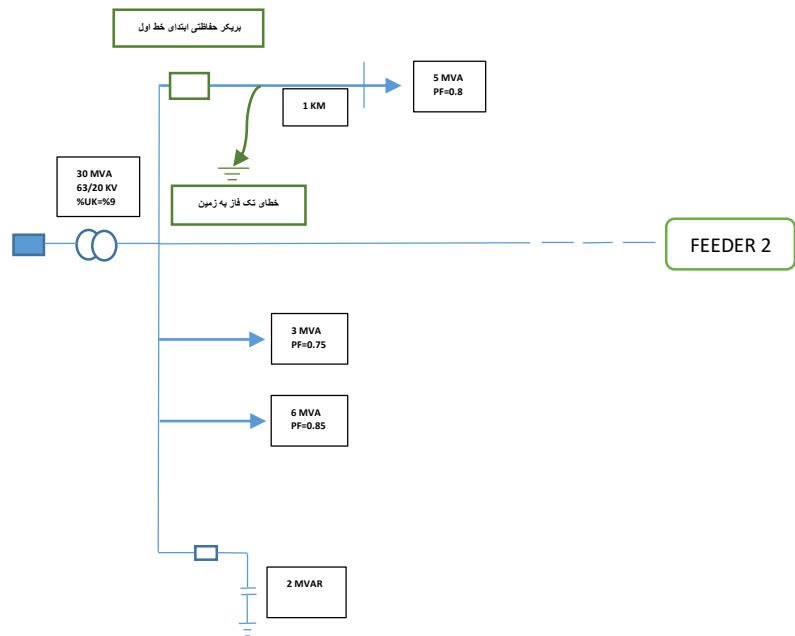 بریکر حفاظتی ابتدای خط اول
5 MVA
PF=0.8
1 KM
30 MVA
63/20 KV
%UK=%9
خطای تک فاز به زمین
FEEDER 2
3 MVA
PF=0.75
6 MVA
PF=0.85
2 MVAR